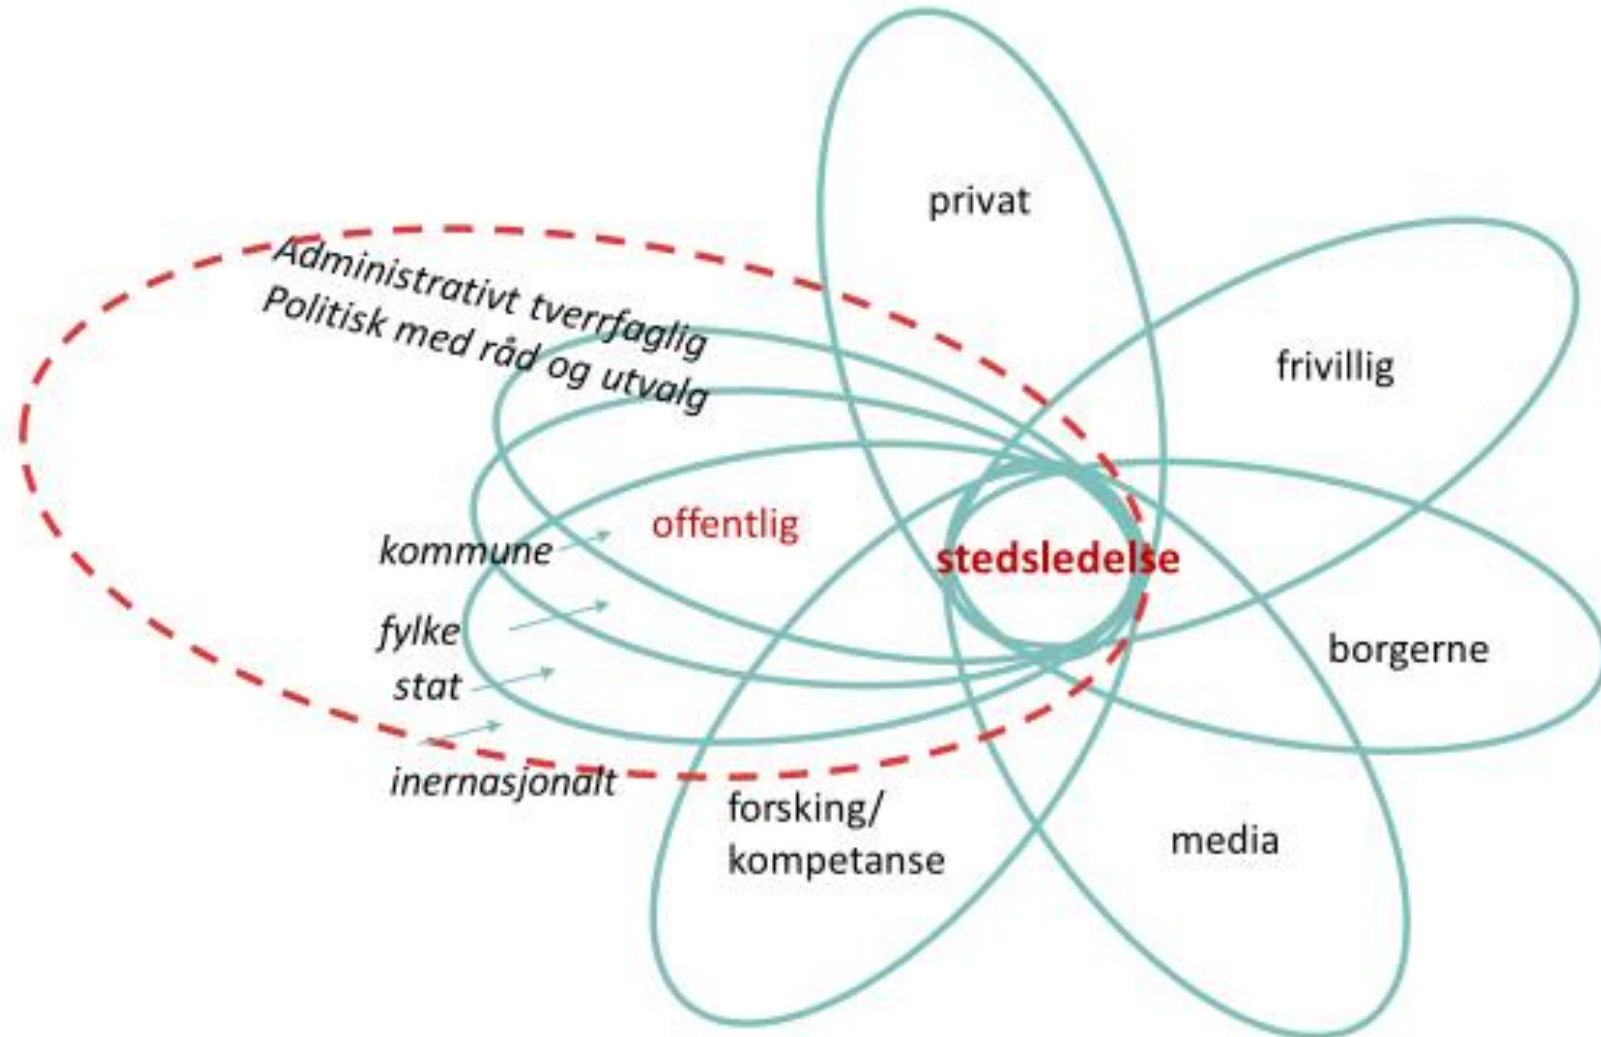 privat
Administrativt tverrfaglig
Politisk med råd og utvalg
frivillig
offentlig
kommune
stedsledelse
fylke
borgerne
stat
inernasjonalt
forsking/
kompetanse
media